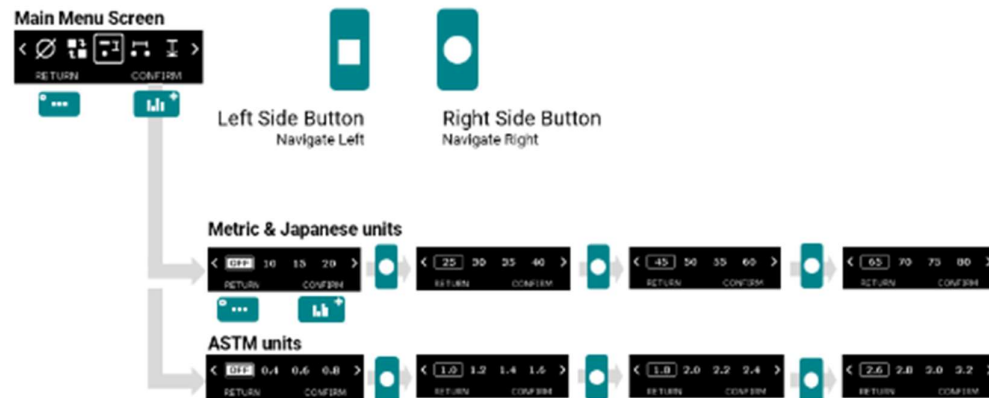 Main Menu Screen
RETURN CONFIRM
Left Side Button
Navigate Left
Right Side Button
Navigate Right
Metric & Japanese units
OFF 10 15 20
RETURN CONFIRM
25 30 35 40
RETURN CONFIRM
45 50 55 60
RETURN CONFIRM
65 70 75 80
RETURN CONFIRM
ASTM units
OFF 0.4 0.6 0.8
RETURN CONFIRM
1.0 1.2 1.4 1.6
RETURN CONFIRM
1.8 2.0 2.2 2.4
RETURN CONFIRM
2.6 2.8 3.0 3.2
RETURN CONFIRM